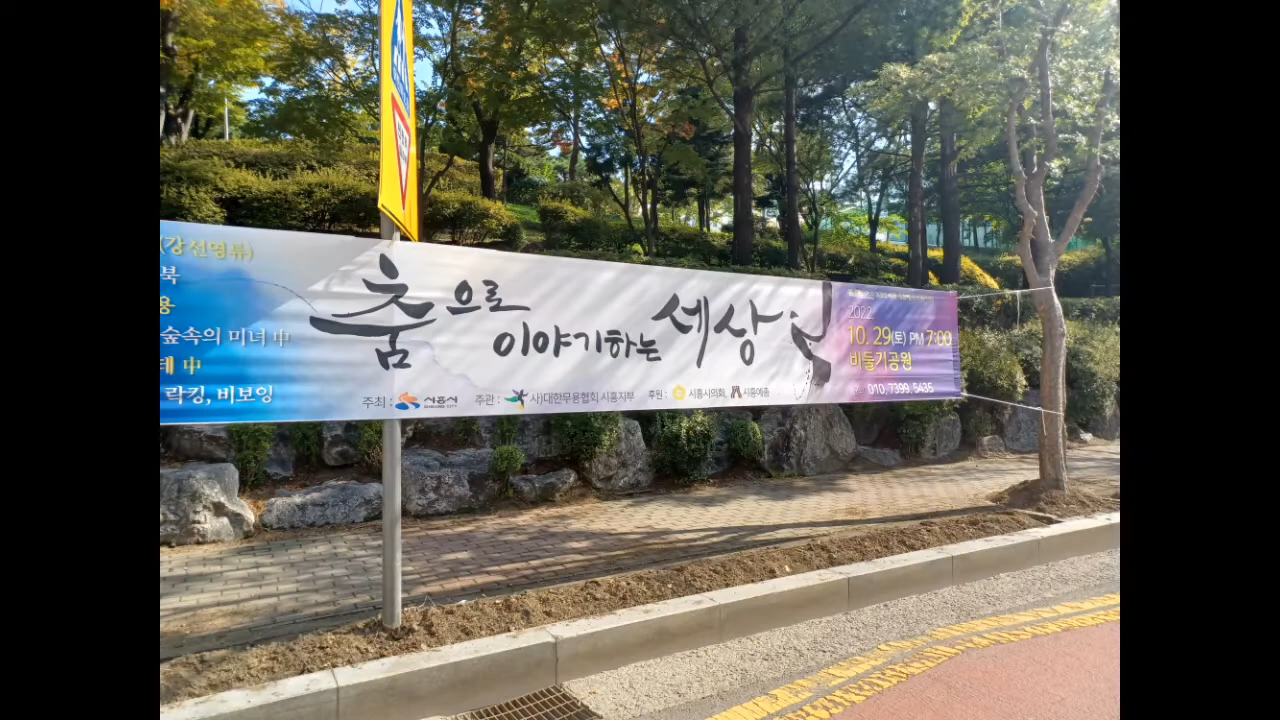 (강선영류)
북
용
숲속의 미녀 中
테 中
락킹, 비보잉
춤으로
이야기하는 세상
주최 : 시흥시 SIHEUNG CITY 주관 : 사)대한무용협회 시흥지부 후원 : 시흥시의회, 시흥예총
2022.
10. 29(토) PM 7:00
비둘기공원
010. 7399. 5435